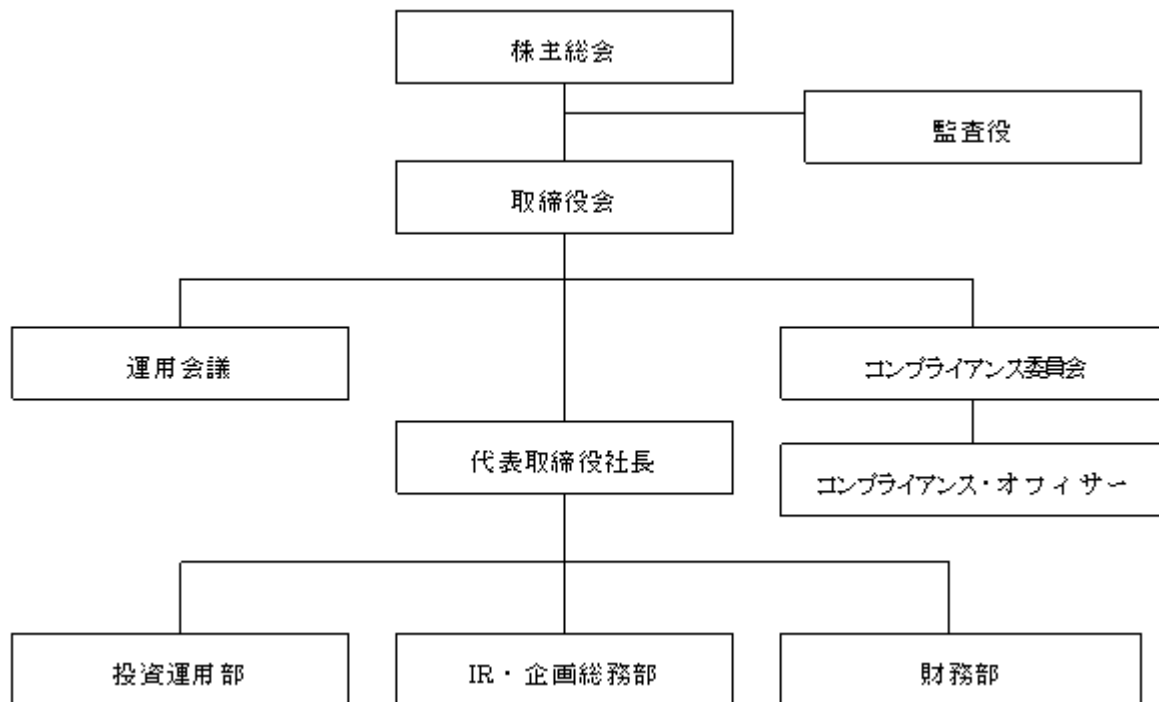 株主総会
監査役
取締役会
運用会議
コンプライアンス委員会
代表取締役社長
コンプライアンス・オフィサー
投資運用部
IR・企画総務部
財務部